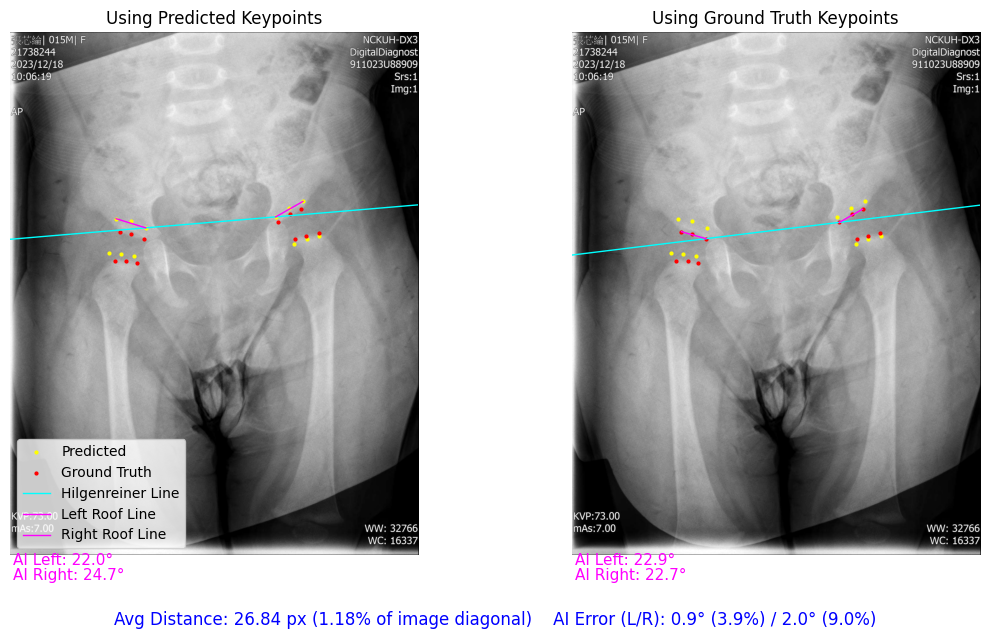 Using Predicted Keypoints
Using Ground Truth Keypoints
015M| F
21738244
2023/12/18
10:06:19
AP
NCKUH-DX3
DigitalDiagnost
911023U88909
Srs:1
Img:1
015M| F
21738244
2023/12/18
10:06:19
AP
NCKUH-DX3
DigitalDiagnost
911023U88909
Srs:1
Img:1
Predicted
Ground Truth
Hilgenreiner Line
Left Roof Line
Right Roof Line
KVP:73.00
mAs:7.00
WW: 32766
WC: 16337
KVP:73.00
mAs:7.00
WW: 32766
WC: 16337
AI Left: 22.0°
AI Right: 24.7°
AI Left: 22.9°
AI Right: 22.7°
Avg Distance: 26.84 px (1.18% of image diagonal) AI Error (L/R): 0.9° (3.9%) / 2.0° (9.0%)